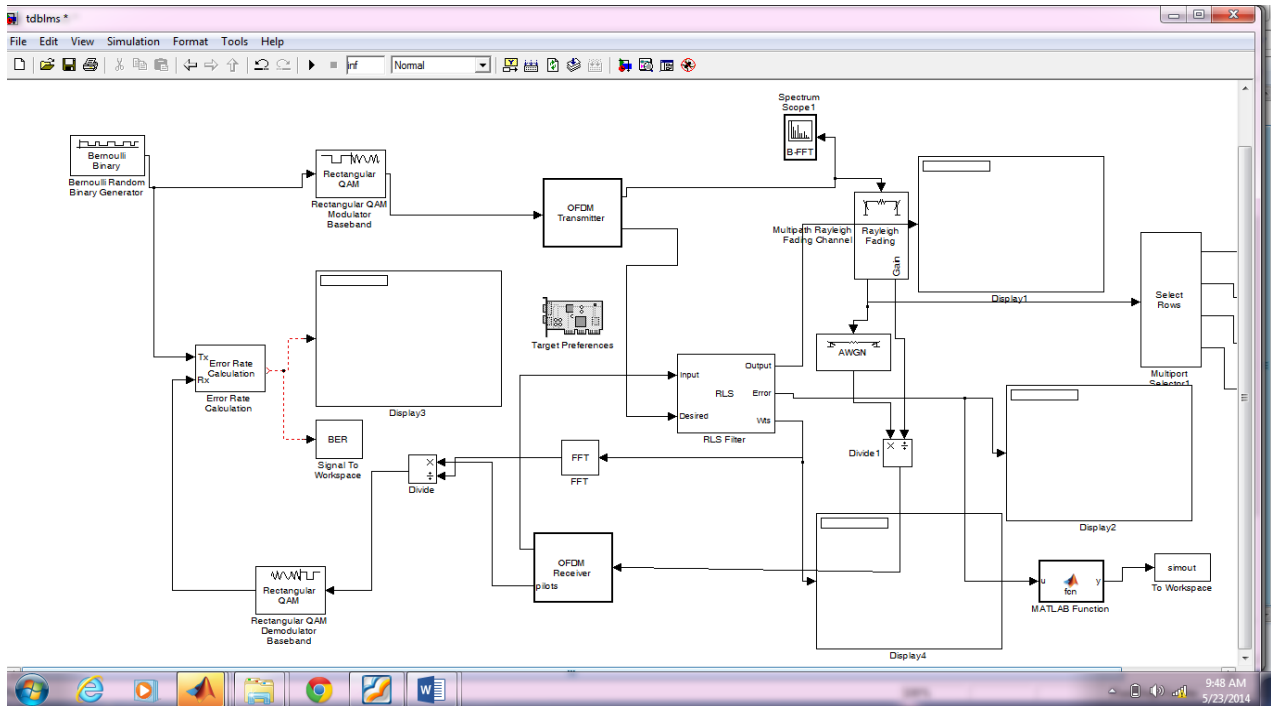 tdblms *
File Edit View Simulation Format Tools Help
inf
Normal
Spectrum
Scope1
B-FFT
Bernoulli
Binary
Bernoulli Random
Binary Generator
Rectangular
QAM
Rectangular QAM
Modulator
Baseband
OFDM
Transmitter
Multipath Rayleigh
Fading Channel
Rayleigh
Fading
Gain
Display1
Select
Rows
Multiport
Selector1
Target Preferences
AWGN
Tx
Rx
Error Rate
Calculation
Error Rate
Calculation
Display3
Input
Desired
RLS
Output
Error
Wts
RLS Filter
BER
Signal To
Workspace
× ÷
Divide
FFT
FFT
× ÷
Divide1
Display2
OFDM
Receiver
pilots
Display4
Rectangular
QAM
Rectangular QAM
Demodulator
Baseband
u
fcn
y
MATLAB Function
simout
To Workspace
9:48 AM
5/23/2014